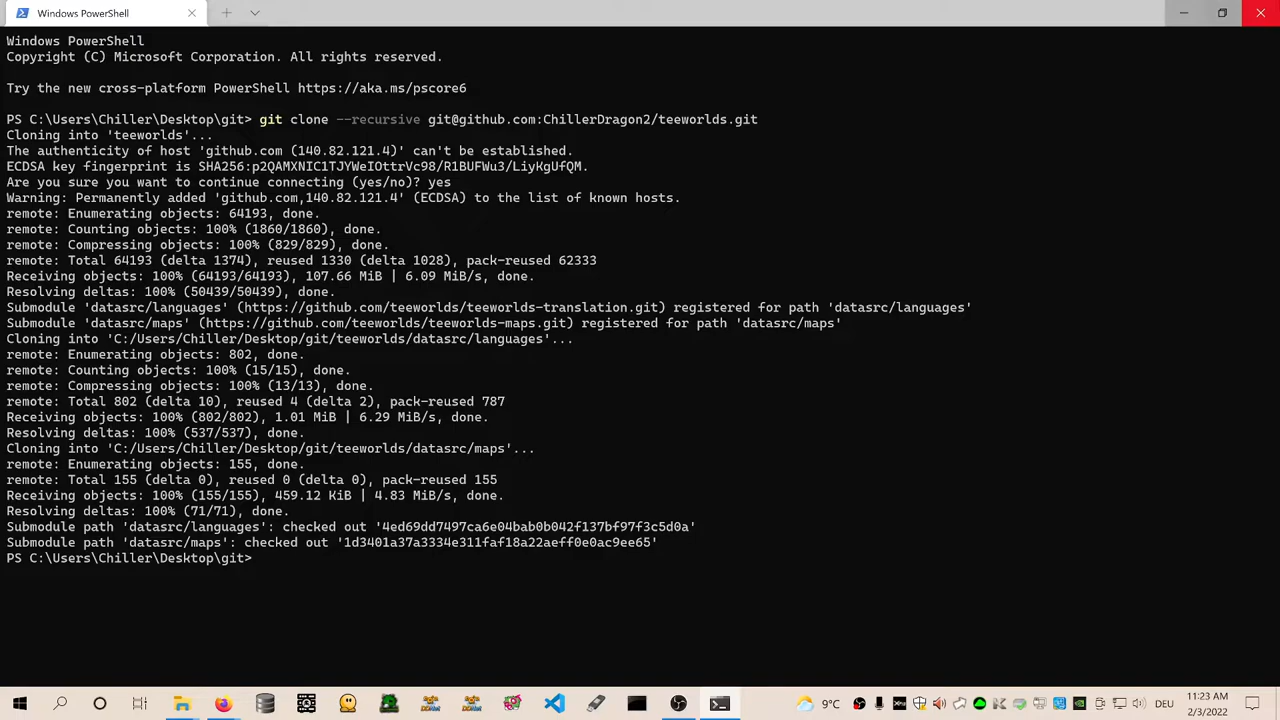 Windows PowerShell
Windows PowerShell
Copyright (C) Microsoft Corporation. All rights reserved.
Try the new cross-platform PowerShell https://aka.ms/pscore6
PS C:\Users\Chiller\Desktop\git> git clone --recursive git@github.com:ChillerDragon2/teeworlds.git
Cloning into 'teeworlds'...
The authenticity of host 'github.com (140.82.121.4)' can't be established.
ECDSA key fingerprint is SHA256:p2QAMXNIC1TJYWeIOttrVc98/R1BUFWu3/LiyKgUfQM.
Are you sure you want to continue connecting (yes/no)? yes
Warning: Permanently added 'github.com,140.82.121.4' (ECDSA) to the list of known hosts.
remote: Enumerating objects: 64193, done.
remote: Counting objects: 100% (1860/1860), done.
remote: Compressing objects: 100% (829/829), done.
remote: Total 64193 (delta 1374), reused 1330 (delta 1028), pack-reused 62333
Receiving objects: 100% (64193/64193), 107.66 MiB | 6.09 MiB/s, done.
Resolving deltas: 100% (50439/50439), done.
Submodule 'datasrc/languages' (https://github.com/teeworlds/teeworlds-translation.git) registered for path 'datasrc/languages'
Submodule 'datasrc/maps' (https://github.com/teeworlds/teeworlds-maps.git) registered for path 'datasrc/maps'
Cloning into 'C:/Users/Chiller/Desktop/git/teeworlds/datasrc/languages'...
remote: Enumerating objects: 802, done.
remote: Counting objects: 100% (15/15), done.
remote: Compressing objects: 100% (13/13), done.
remote: Total 802 (delta 10), reused 4 (delta 2), pack-reused 787
Receiving objects: 100% (802/802), 1.01 MiB | 6.29 MiB/s, done.
Resolving deltas: 100% (537/537), done.
Cloning into 'C:/Users/Chiller/Desktop/git/teeworlds/datasrc/maps'...
remote: Enumerating objects: 155, done.
remote: Total 155 (delta 0), reused 0 (delta 0), pack-reused 155
Receiving objects: 100% (155/155), 459.12 KiB | 4.83 MiB/s, done.
Resolving deltas: 100% (71/71), done.
Submodule path 'datasrc/languages': checked out '4ed69dd7497ca6e04bab0b042f137bf97f3c5d0a'
Submodule path 'datasrc/maps': checked out '1d3401a37a3334e311faf18a22aeff0e0ac9ee65'
PS C:\Users\Chiller\Desktop\git>
9°C
DEU
11:23 AM
2/3/2022